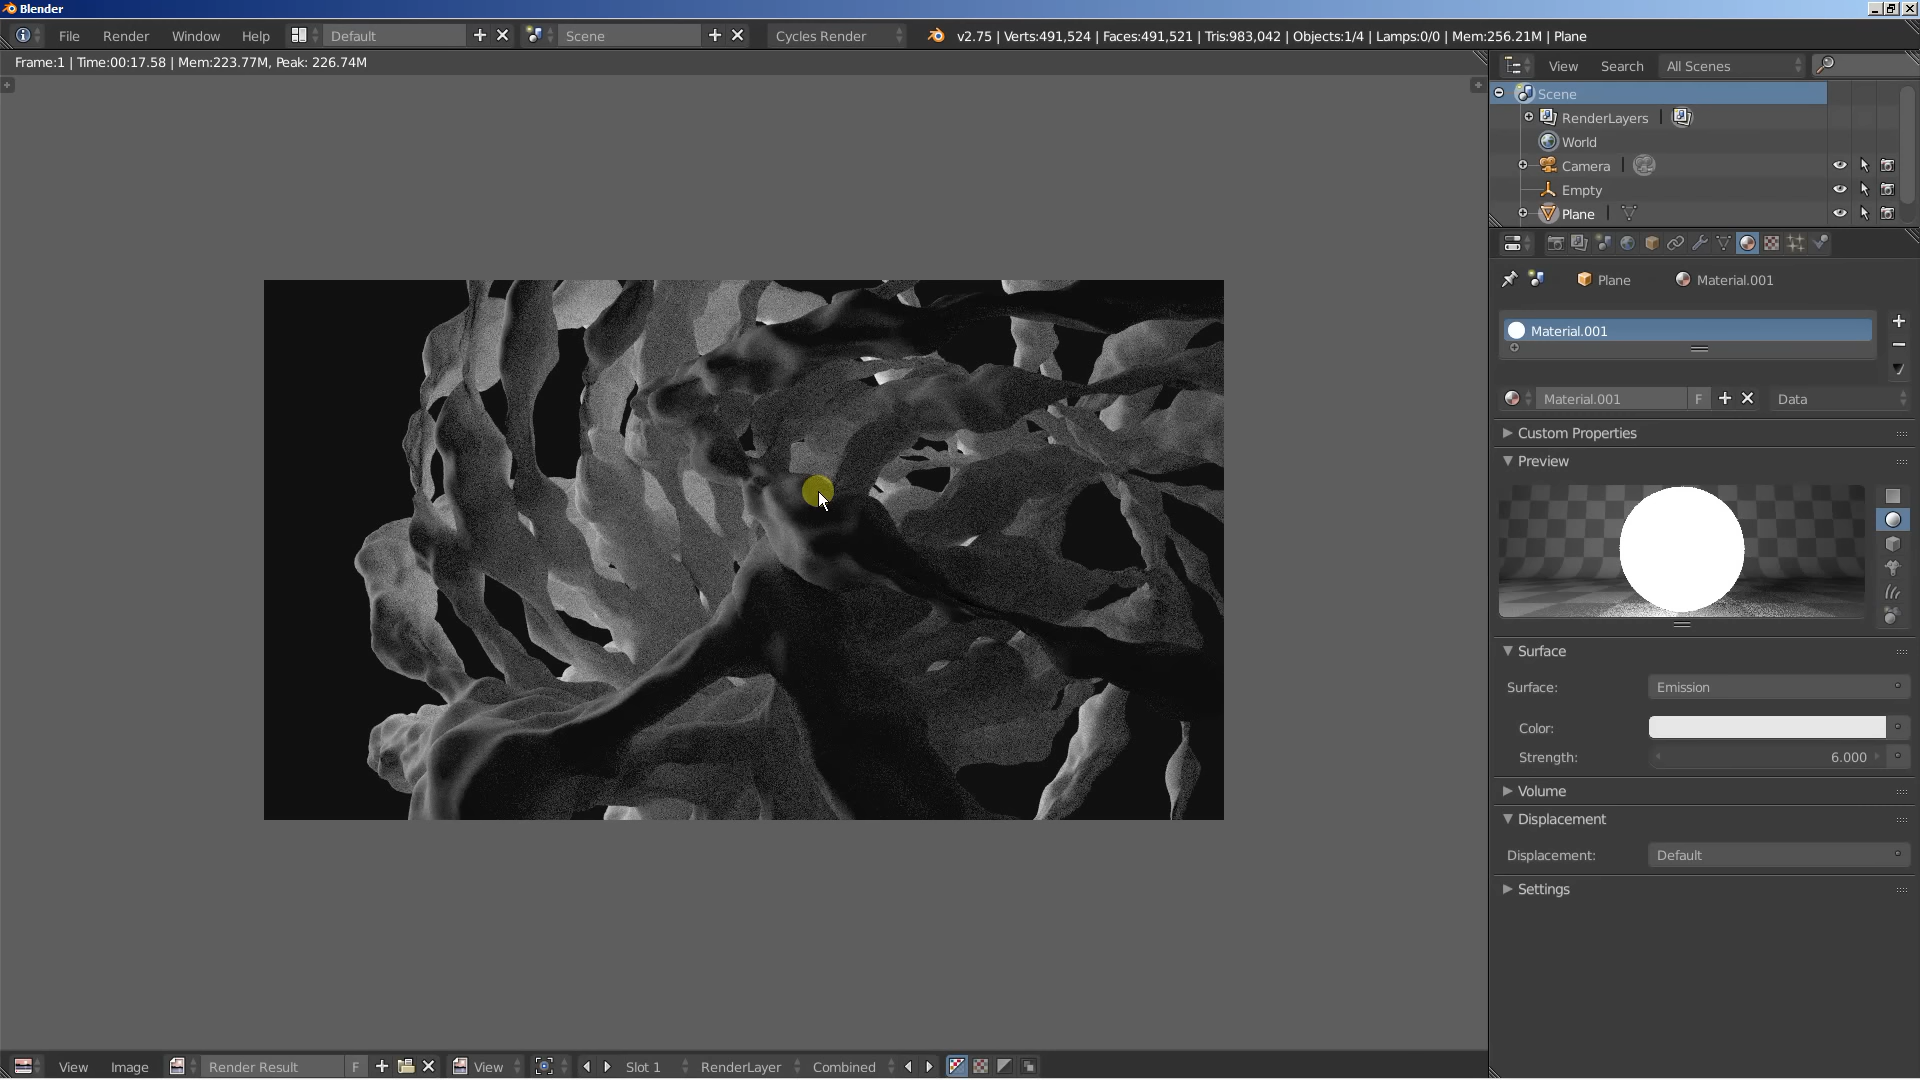 Blender
File Render Window Help Default Scene Cycles Render v2.75 | Verts:491,524 | Faces:491,521 | Tris:983,042 | Objects:1/4 | Lamps:0/0 | Mem:256.21M | Plane
Frame:1 | Time:00:17.58 | Mem:223.77M, Peak: 226.74M
View Search All Scenes
Scene
RenderLayers
World
Camera
Empty
Plane
Plane Material.001
Material.001
Material.001 F Data
Custom Properties
Preview
Surface
Surface: Emission
Color:
Strength: 6.000
Volume
Displacement
Displacement: Default
Settings
View Image Render Result F View Slot 1 RenderLayer Combined